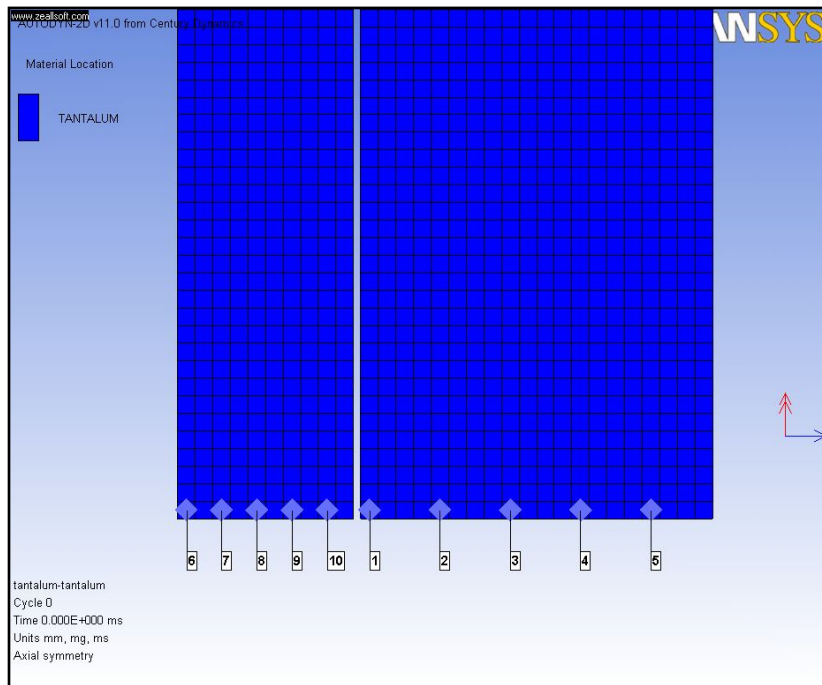 www.zeallsoft.com
AUTODYN-2D v11.0 from Century Dynamics
ANSYS
Material Location
TANTALUM
6 7 8 9 10 1 2 3 4 5
tantalum-tantalum
Cycle 0
Time 0.000E+000 ms
Units mm, mg, ms
Axial symmetry